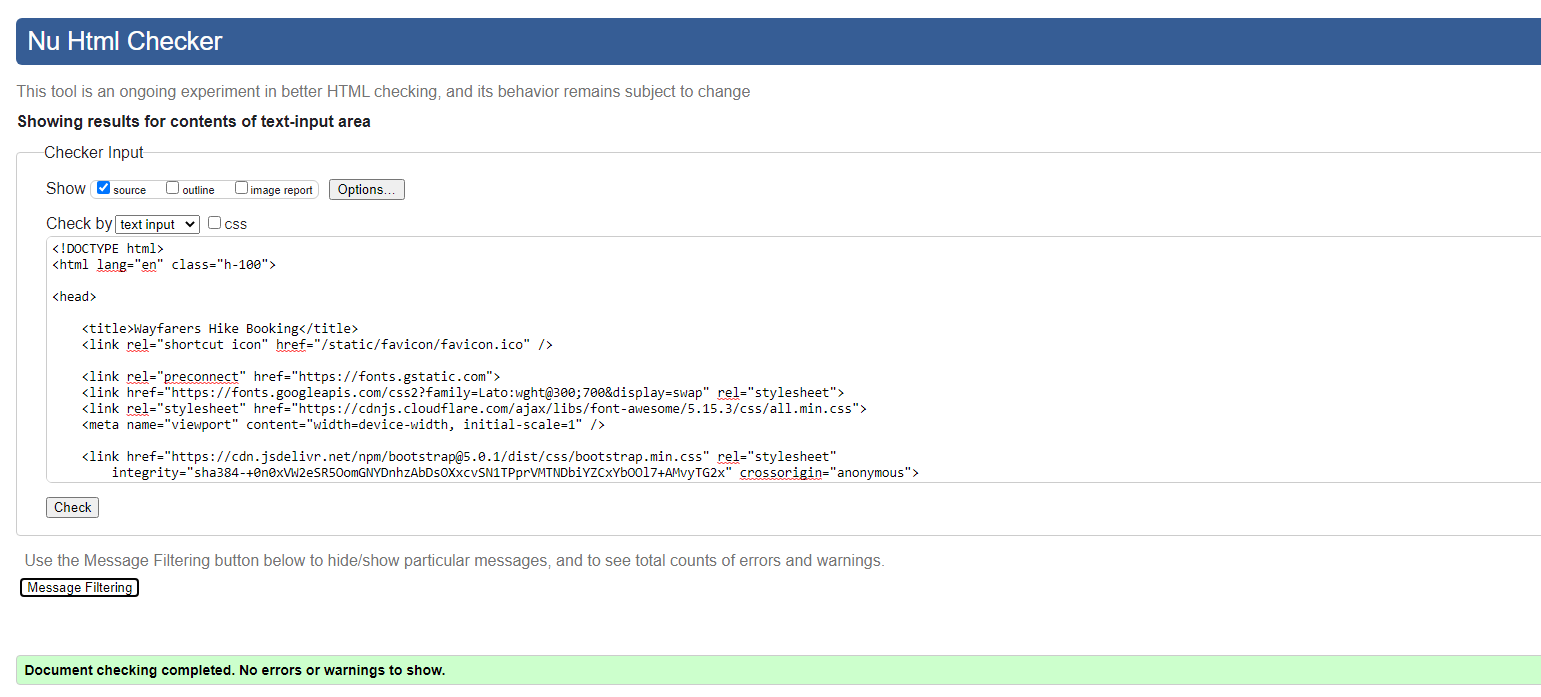 Nu Html Checker
This tool is an ongoing experiment in better HTML checking, and its behavior remains subject to change
Showing results for contents of text-input area
Checker Input
Show source outline image report Options...
Check by text input css
<!DOCTYPE html>
<html lang="en" class="h-100">
<head>
<title>Wayfarers Hike Booking</title>
<link rel="shortcut icon" href="/static/favicon/favicon.ico" />
<link rel="preconnect" href="https://fonts.gstatic.com">
<link href="https://fonts.googleapis.com/css2?family=Lato:wght@300;700&display=swap" rel="stylesheet">
<link rel="stylesheet" href="https://cdnjs.cloudflare.com/ajax/libs/font-awesome/5.15.3/css/all.min.css">
<meta name="viewport" content="width=device-width, initial-scale=1" />
<link href="https://cdn.jsdelivr.net/npm/bootstrap@5.0.1/dist/css/bootstrap.min.css" rel="stylesheet"
integrity="sha384-+0n0xVW2eSR5OomGNYDnhzAbDsOXxcvSN1TPprVMTNDbiYZCxYbOOl7+AMvyTG2x" crossorigin="anonymous">
Check
Use the Message Filtering button below to hide/show particular messages, and to see total counts of errors and warnings.
Message Filtering
Document checking completed. No errors or warnings to show.